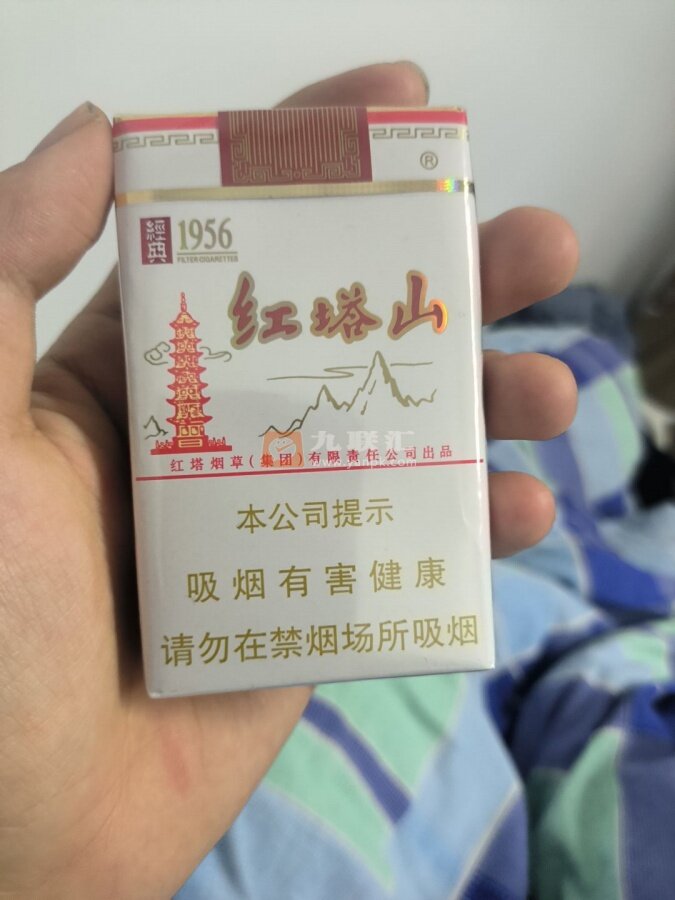 ®
經典 1956
FILTER CIGARETTES
红塔山
九联汇
红塔烟草(集团)有限责任公司出品
本公司提示
吸烟有害健康
请勿在禁烟场所吸烟